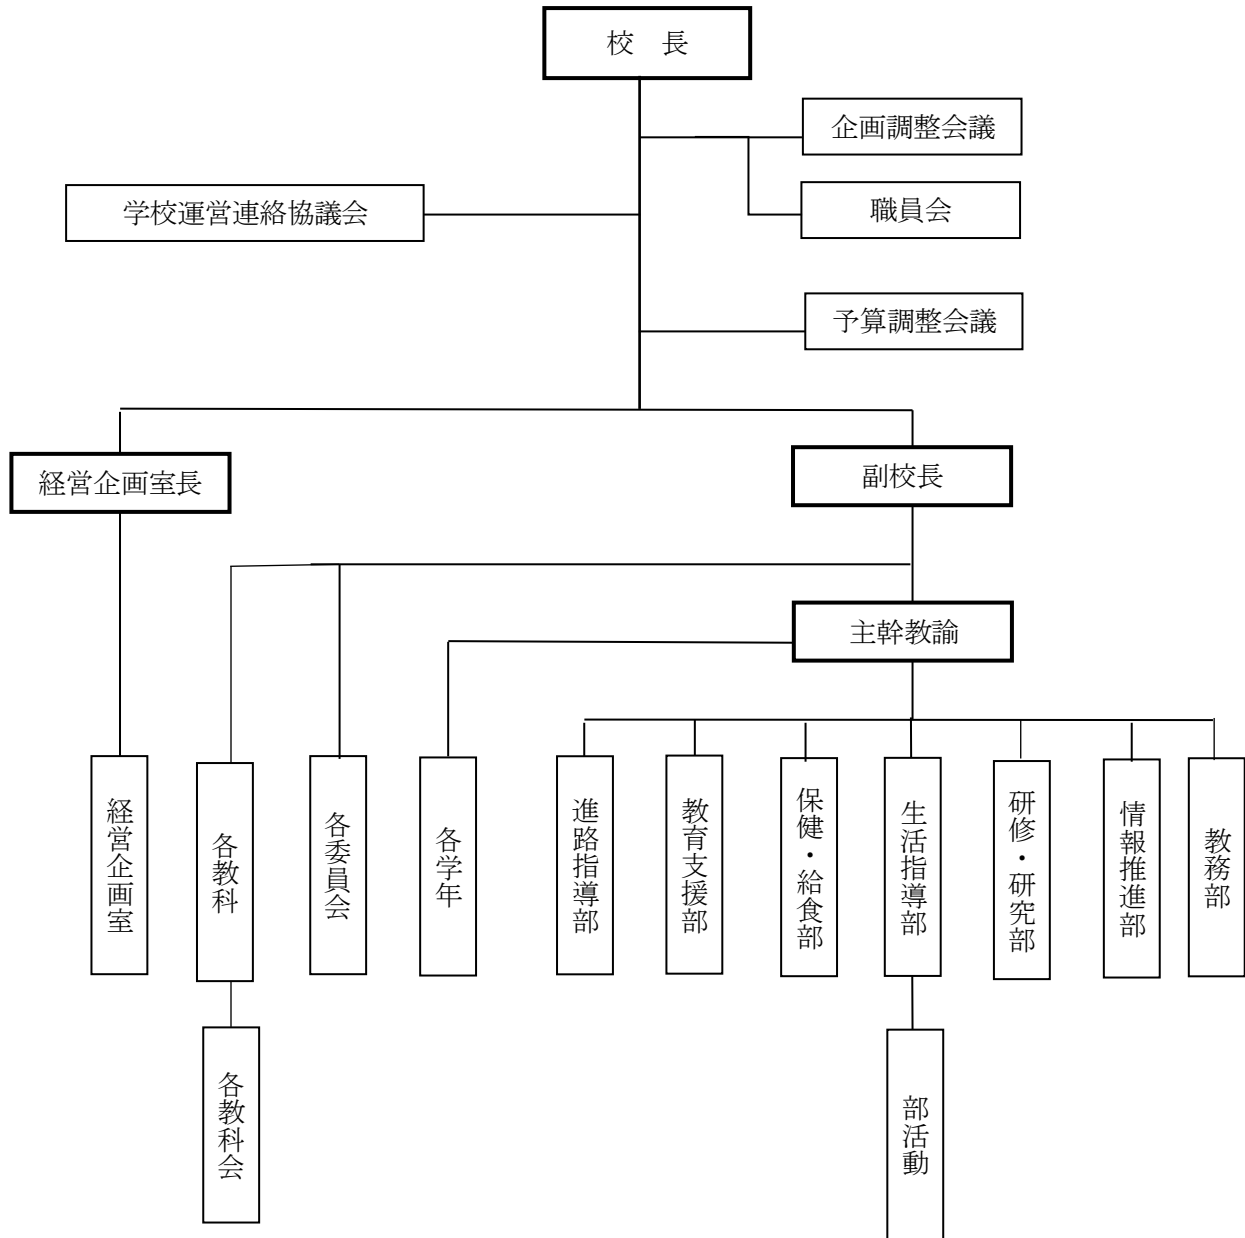 校　長
企画調整会議
学校運営連絡協議会
職員会
予算調整会議
経営企画室長
副校長
主幹教諭
経営企画室
各教科
各委員会
各学年
進路指導部
教育支援部
保健・給食部
生活指導部
研修・研究部
情報推進部
教務部
各教科会
部活動